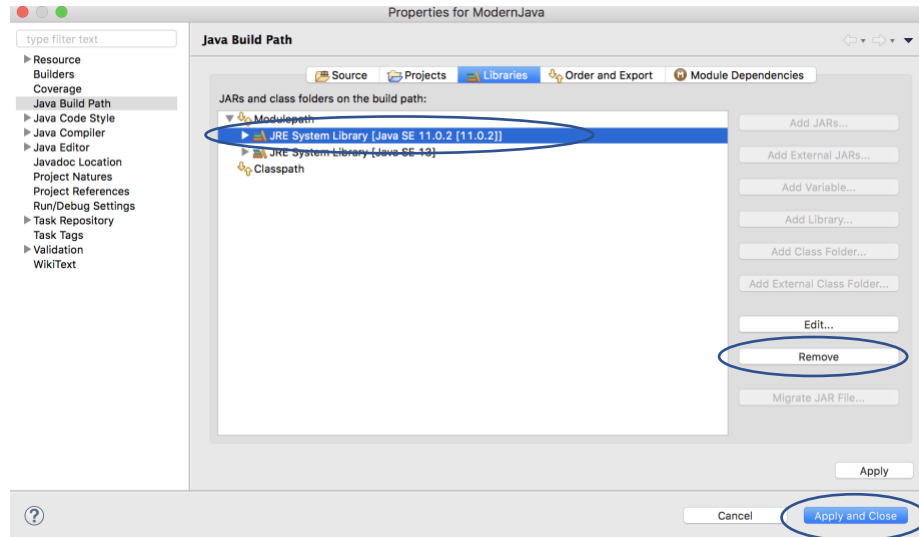 Properties for ModernJava
type filter text
Resource
Builders
Coverage
Java Build Path
Java Code Style
Java Compiler
Java Editor
Javadoc Location
Project Natures
Project References
Run/Debug Settings
Task Repository
Task Tags
Validation
WikiText
Java Build Path
Source Projects Libraries Order and Export Module Dependencies
JARs and class folders on the build path:
Modulepath
JRE System Library [Java SE 11.0.2 [11.0.2]]
JRE System Library [Java SE 13]
Classpath
Add JARs...
Add External JARs...
Add Variable...
Add Library...
Add Class Folder...
Add External Class Folder...
Edit...
Remove
Migrate JAR File...
Apply
?
Cancel Apply and Close